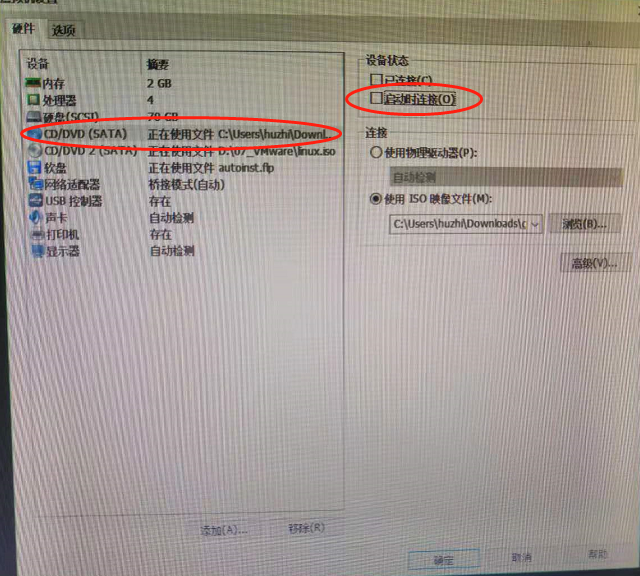 硬件 选项
设备 摘要
内存 2 GB
处理器 4
硬盘(SCSI) 70 GB
CD/DVD (SATA) 正在使用文件 C:\Users\huzhi\Downl...
CD/DVD 2 (SATA) 正在使用文件 D:\07_VMware\linux.iso
软盘 正在使用文件 autoinst.flp
网络适配器 桥接模式(自动)
USB 控制器 存在
声卡 自动检测
打印机 存在
显示器 自动检测
添加(A)... 移除(R)
设备状态
已连接(C)
启动时连接(O)
连接
使用物理驱动器(P):
自动检测
使用 ISO 映像文件(M):
C:\Users\huzhi\Downloads\c 浏览(B)...
高级(V)...
确定 取消 帮助